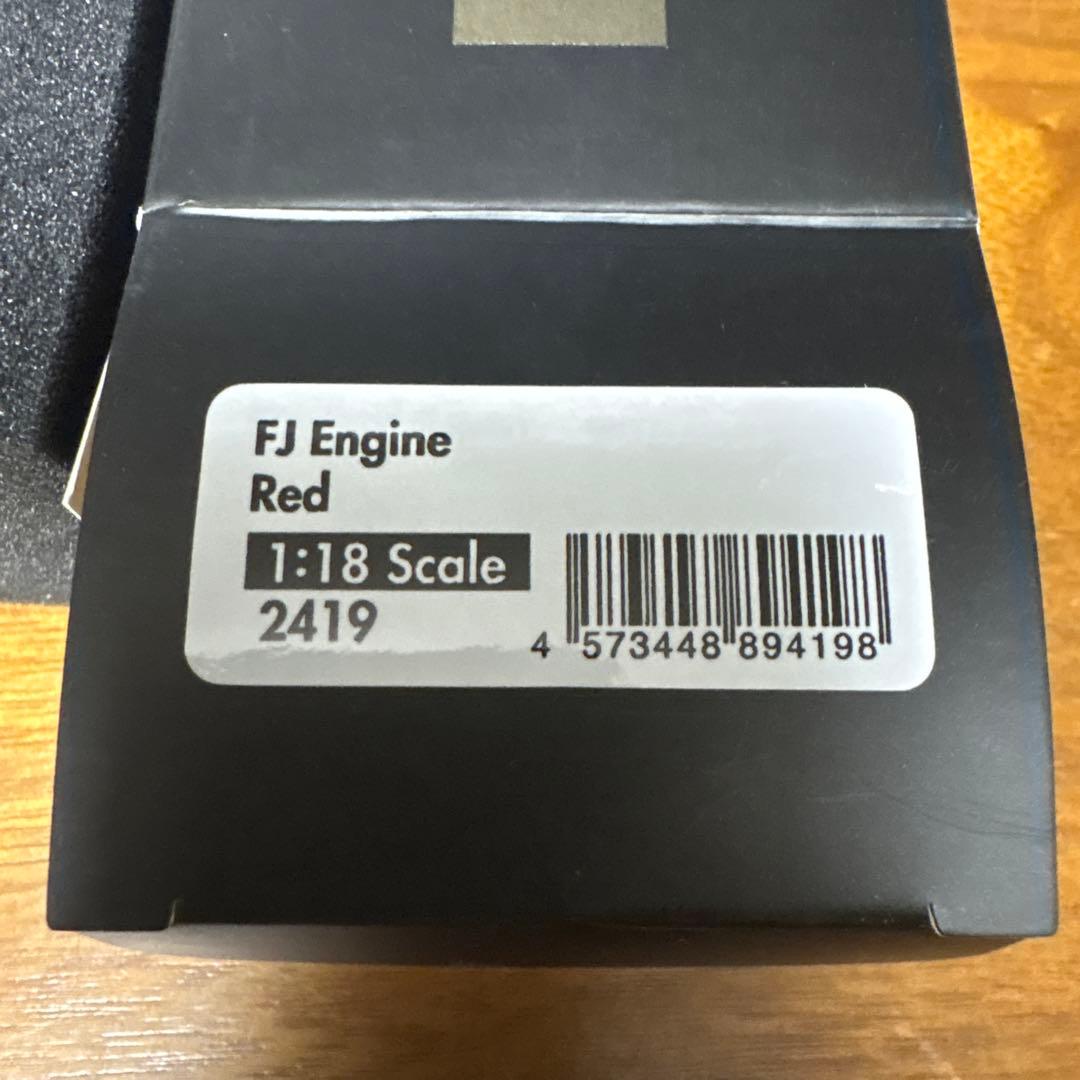 FJ Engine
Red
1:18 Scale
2419
4 573448 894198